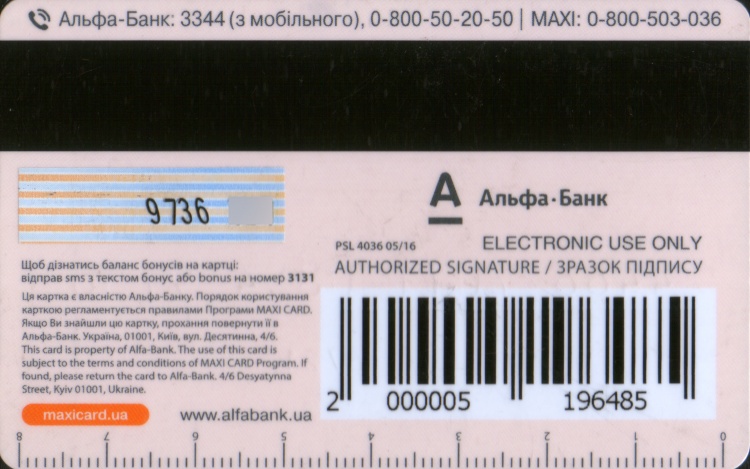 Альфа-Банк: 3344 (з мобільного), 0-800-50-20-50 | MAXI: 0-800-503-036
9736
А
Альфа·Банк
PSL 4036 05/16
ELECTRONIC USE ONLY
AUTHORIZED SIGNATURE / ЗРАЗОК ПІДПИСУ
Щоб дізнатись баланс бонусів на картці:
відправ sms з текстом бонус або bonus на номер 3131
Ця картка є власністю Альфа-Банку. Порядок користування
карткою регламентується правилами Програми MAXI CARD.
Якщо Ви знайшли цю картку, прохання повернути її в
Альфа-Банк. Україна, 01001, Київ, вул. Десятинна, 4/6.
This card is property of Alfa-Bank. The use of this card is
subject to the terms and conditions of MAXI CARD Program. If
found, please return the card to Alfa-Bank. 4/6 Desyatynna
Street, Kyiv 01001, Ukraine.
maxicard.ua
www.alfabank.ua
2 000005 196485
8 7 6 5 4 3 2 1 0